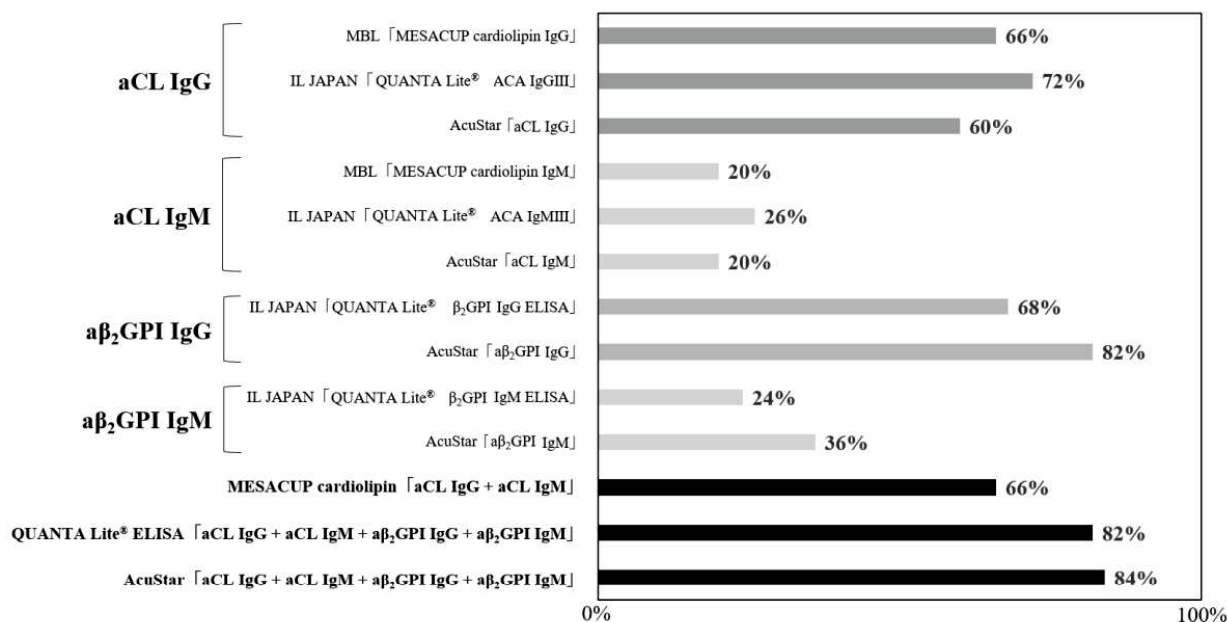 MBL「MESACUP cardiolipin IgG」 66%
aCL IgG
IL JAPAN「QUANTA Lite® ACA IgGIII」 72%
AcuStar「aCL IgG」 60%
MBL「MESACUP cardiolipin IgM」 20%
aCL IgM
IL JAPAN「QUANTA Lite® ACA IgMIII」 26%
AcuStar「aCL IgM」 20%
aβ₂GPI IgG
IL JAPAN「QUANTA Lite® β₂GPI IgG ELISA」 68%
AcuStar「aβ₂GPI IgG」 82%
aβ₂GPI IgM
IL JAPAN「QUANTA Lite® β₂GPI IgM ELISA」 24%
AcuStar「aβ₂GPI IgM」 36%
MESACUP cardiolipin「aCL IgG + aCL IgM」 66%
QUANTA Lite® ELISA「aCL IgG + aCL IgM + aβ₂GPI IgG + aβ₂GPI IgM」 82%
AcuStar「aCL IgG + aCL IgM + aβ₂GPI IgG + aβ₂GPI IgM」 84%
0% 100%